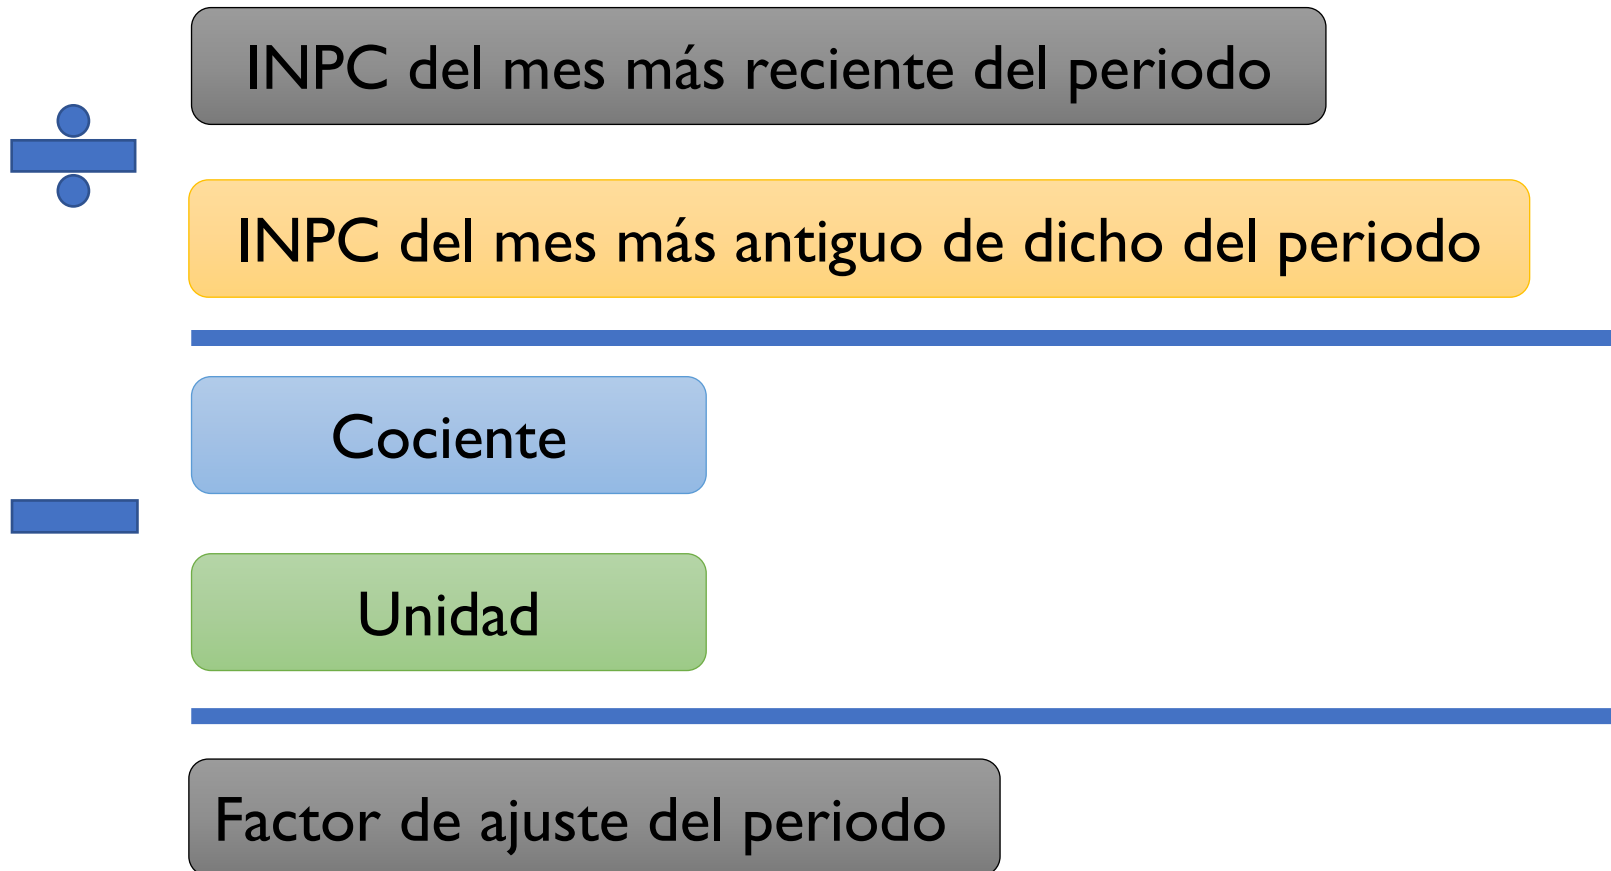 INPC del mes más reciente del periodo
INPC del mes más antiguo de dicho del periodo
Cociente
Unidad
Factor de ajuste del periodo